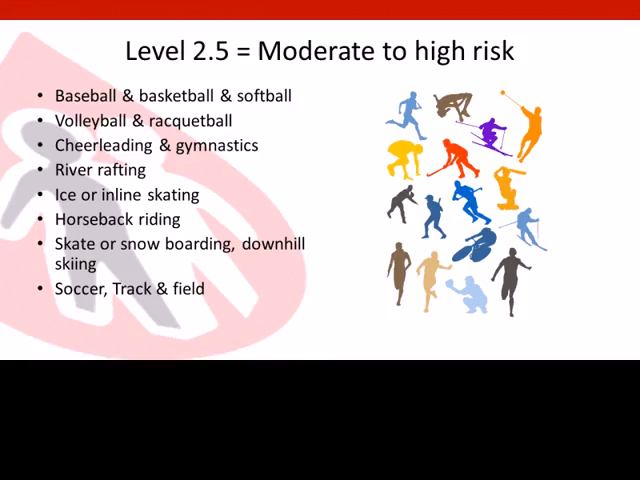 Level 2.5 = Moderate to high risk
• Baseball & basketball & softball
• Volleyball & racquetball
• Cheerleading & gymnastics
• River rafting
• Ice or inline skating
• Horseback riding
• Skate or snow boarding, downhill
skiing
• Soccer, Track & field